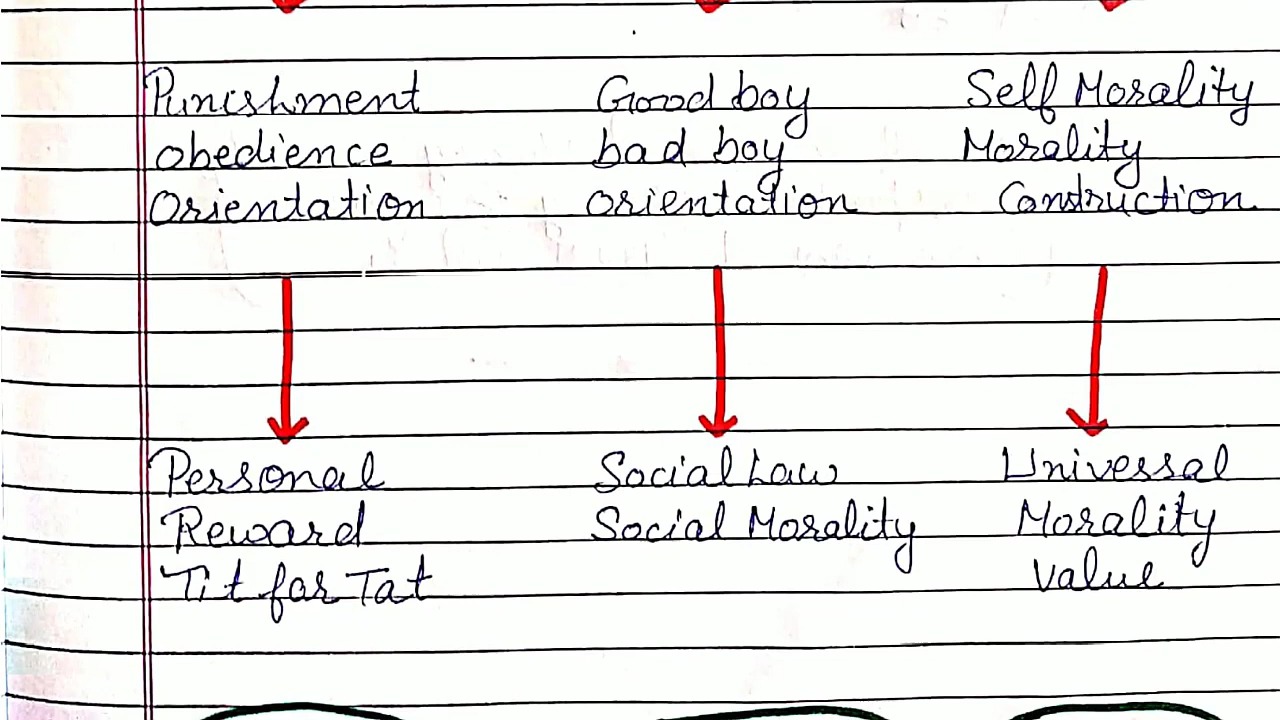 Punishment
obedience
Orientation
Good boy
bad boy
orientation
Self Morality
Morality
Construction
Personal
Reward
Tit for Tat
Social Law
Social Morality
Universal
Morality
Value